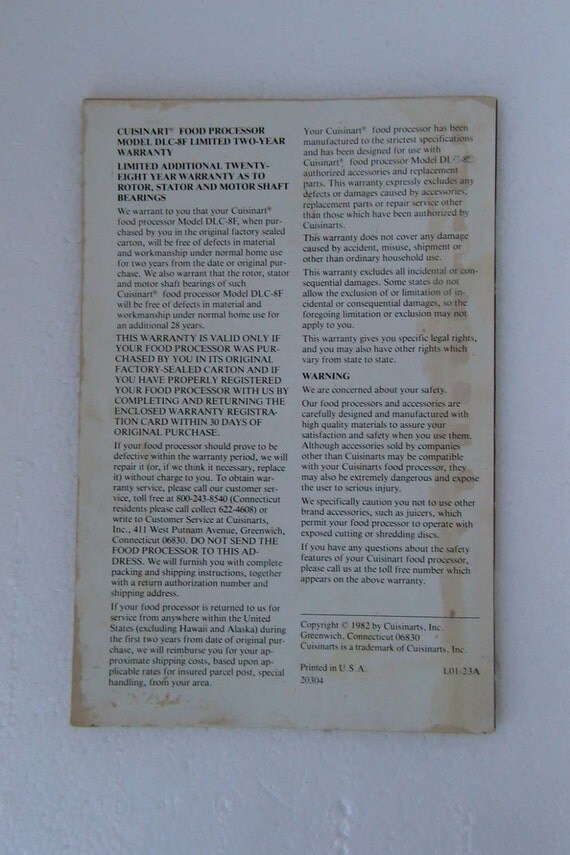 CUISINART® FOOD PROCESSOR
MODEL DLC-8F LIMITED TWO-YEAR
WARRANTY
LIMITED ADDITIONAL TWENTY-
EIGHT YEAR WARRANTY AS TO
ROTOR, STATOR AND MOTOR SHAFT
BEARINGS
We warrant to you that your Cuisinart®
food processor Model DLC-8F, when pur-
chased by you in the original factory sealed
carton, will be free of defects in material
and workmanship under normal home use
for two years from the date or original pur-
chase. We also warrant that the rotor, stator
and motor shaft bearings of such
Cuisinart® food processor Model DLC-8F
will be free of defects in material and
workmanship under normal home use for
an additional 28 years.
THIS WARRANTY IS VALID ONLY IF
YOUR FOOD PROCESSOR WAS PUR-
CHASED BY YOU IN ITS ORIGINAL
FACTORY-SEALED CARTON AND IF
YOU HAVE PROPERLY REGISTERED
YOUR FOOD PROCESSOR WITH US BY
COMPLETING AND RETURNING THE
ENCLOSED WARRANTY REGISTRA-
TION CARD WITHIN 30 DAYS OF
ORIGINAL PURCHASE.
If your food processor should prove to be
defective within the warranty period, we will
repair it (or, if we think it necessary, replace
it) without charge to you. To obtain war-
ranty service, please call our customer ser-
vice, toll free at 800-243-8540 (Connecticut
residents please call collect 622-4608) or
write to Customer Service at Cuisinarts,
Inc., 411 West Putnam Avenue, Greenwich,
Connecticut 06830. DO NOT SEND THE
FOOD PROCESSOR TO THIS AD-
DRESS. We will furnish you with complete
packing and shipping instructions, together
with a return authorization number and
shipping address.
If your food processor is returned to us for
service from anywhere within the United
States (excluding Hawaii and Alaska) during
the first two years from date of original pur-
chase, we will reimburse you for your ap-
proximate shipping costs, based upon ap-
plicable rates for insured parcel post, special
handling, from your area.
Your Cuisinart® food processor has been
manufactured to the strictest specifications
and has been designed for use with
Cuisinart® food processor Model
authorized accessories and replacement
parts. This warranty expressly excludes any
defects or damages caused by accessories,
replacement parts or repair service other
than those which have been authorized by
Cuisinarts.
This warranty does not cover any damage
caused by accident, misuse, shipment or
other than ordinary household use.
This warranty excludes all incidental or con-
sequential damages. Some states do not
allow the exclusion of or limitation of in-
cidental or consequential damages, so the
foregoing limitation or exclusion may not
apply to you.
This warranty gives you specific legal rights,
and you may also have other rights which
vary from state to state.
WARNING
We are concerned about your safety.
Our food processors and accessories are
carefully designed and manufactured with
high quality materials to assure your
satisfaction and safety when you use them.
Although accessories sold by companies
other than Cuisinarts may be compatible
with your Cuisinarts food processor, they
may also be extremely dangerous and expose
the user to serious injury.
We specifically caution you not to use other
brand accessories, such as juicers, which
permit your food processor to operate with
exposed cutting or shredding discs.
If you have any questions about the safety
features of your Cuisinart food processor,
please call us at the toll free number which
appears on the above warranty.
Copyright © 1982 by Cuisinarts, Inc.
Greenwich, Connecticut 06830
Cuisinarts is a trademark of Cuisinarts, Inc.
Printed in U.S.A.
L01-23A
20304